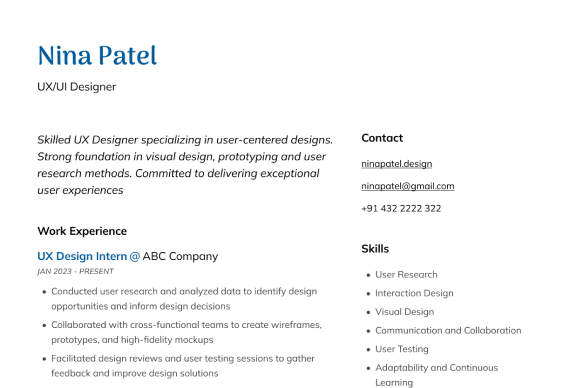 Nina Patel
UX/UI Designer
Skilled UX Designer specializing in user-centered designs.
Strong foundation in visual design, prototyping and user
research methods. Committed to delivering exceptional
user experiences
Work Experience
UX Design Intern @ ABC Company
JAN 2023 - PRESENT
• Conducted user research and analyzed data to identify design
opportunities and inform design decisions
• Collaborated with cross-functional teams to create wireframes,
prototypes, and high-fidelity mockups
• Facilitated design reviews and user testing sessions to gather
feedback and improve design solutions
Contact
ninapatel.design
ninapatel@gmail.com
+91 432 2222 322
Skills
• User Research
• Interaction Design
• Visual Design
• Communication and Collaboration
• User Testing
• Adaptability and Continuous
Learning